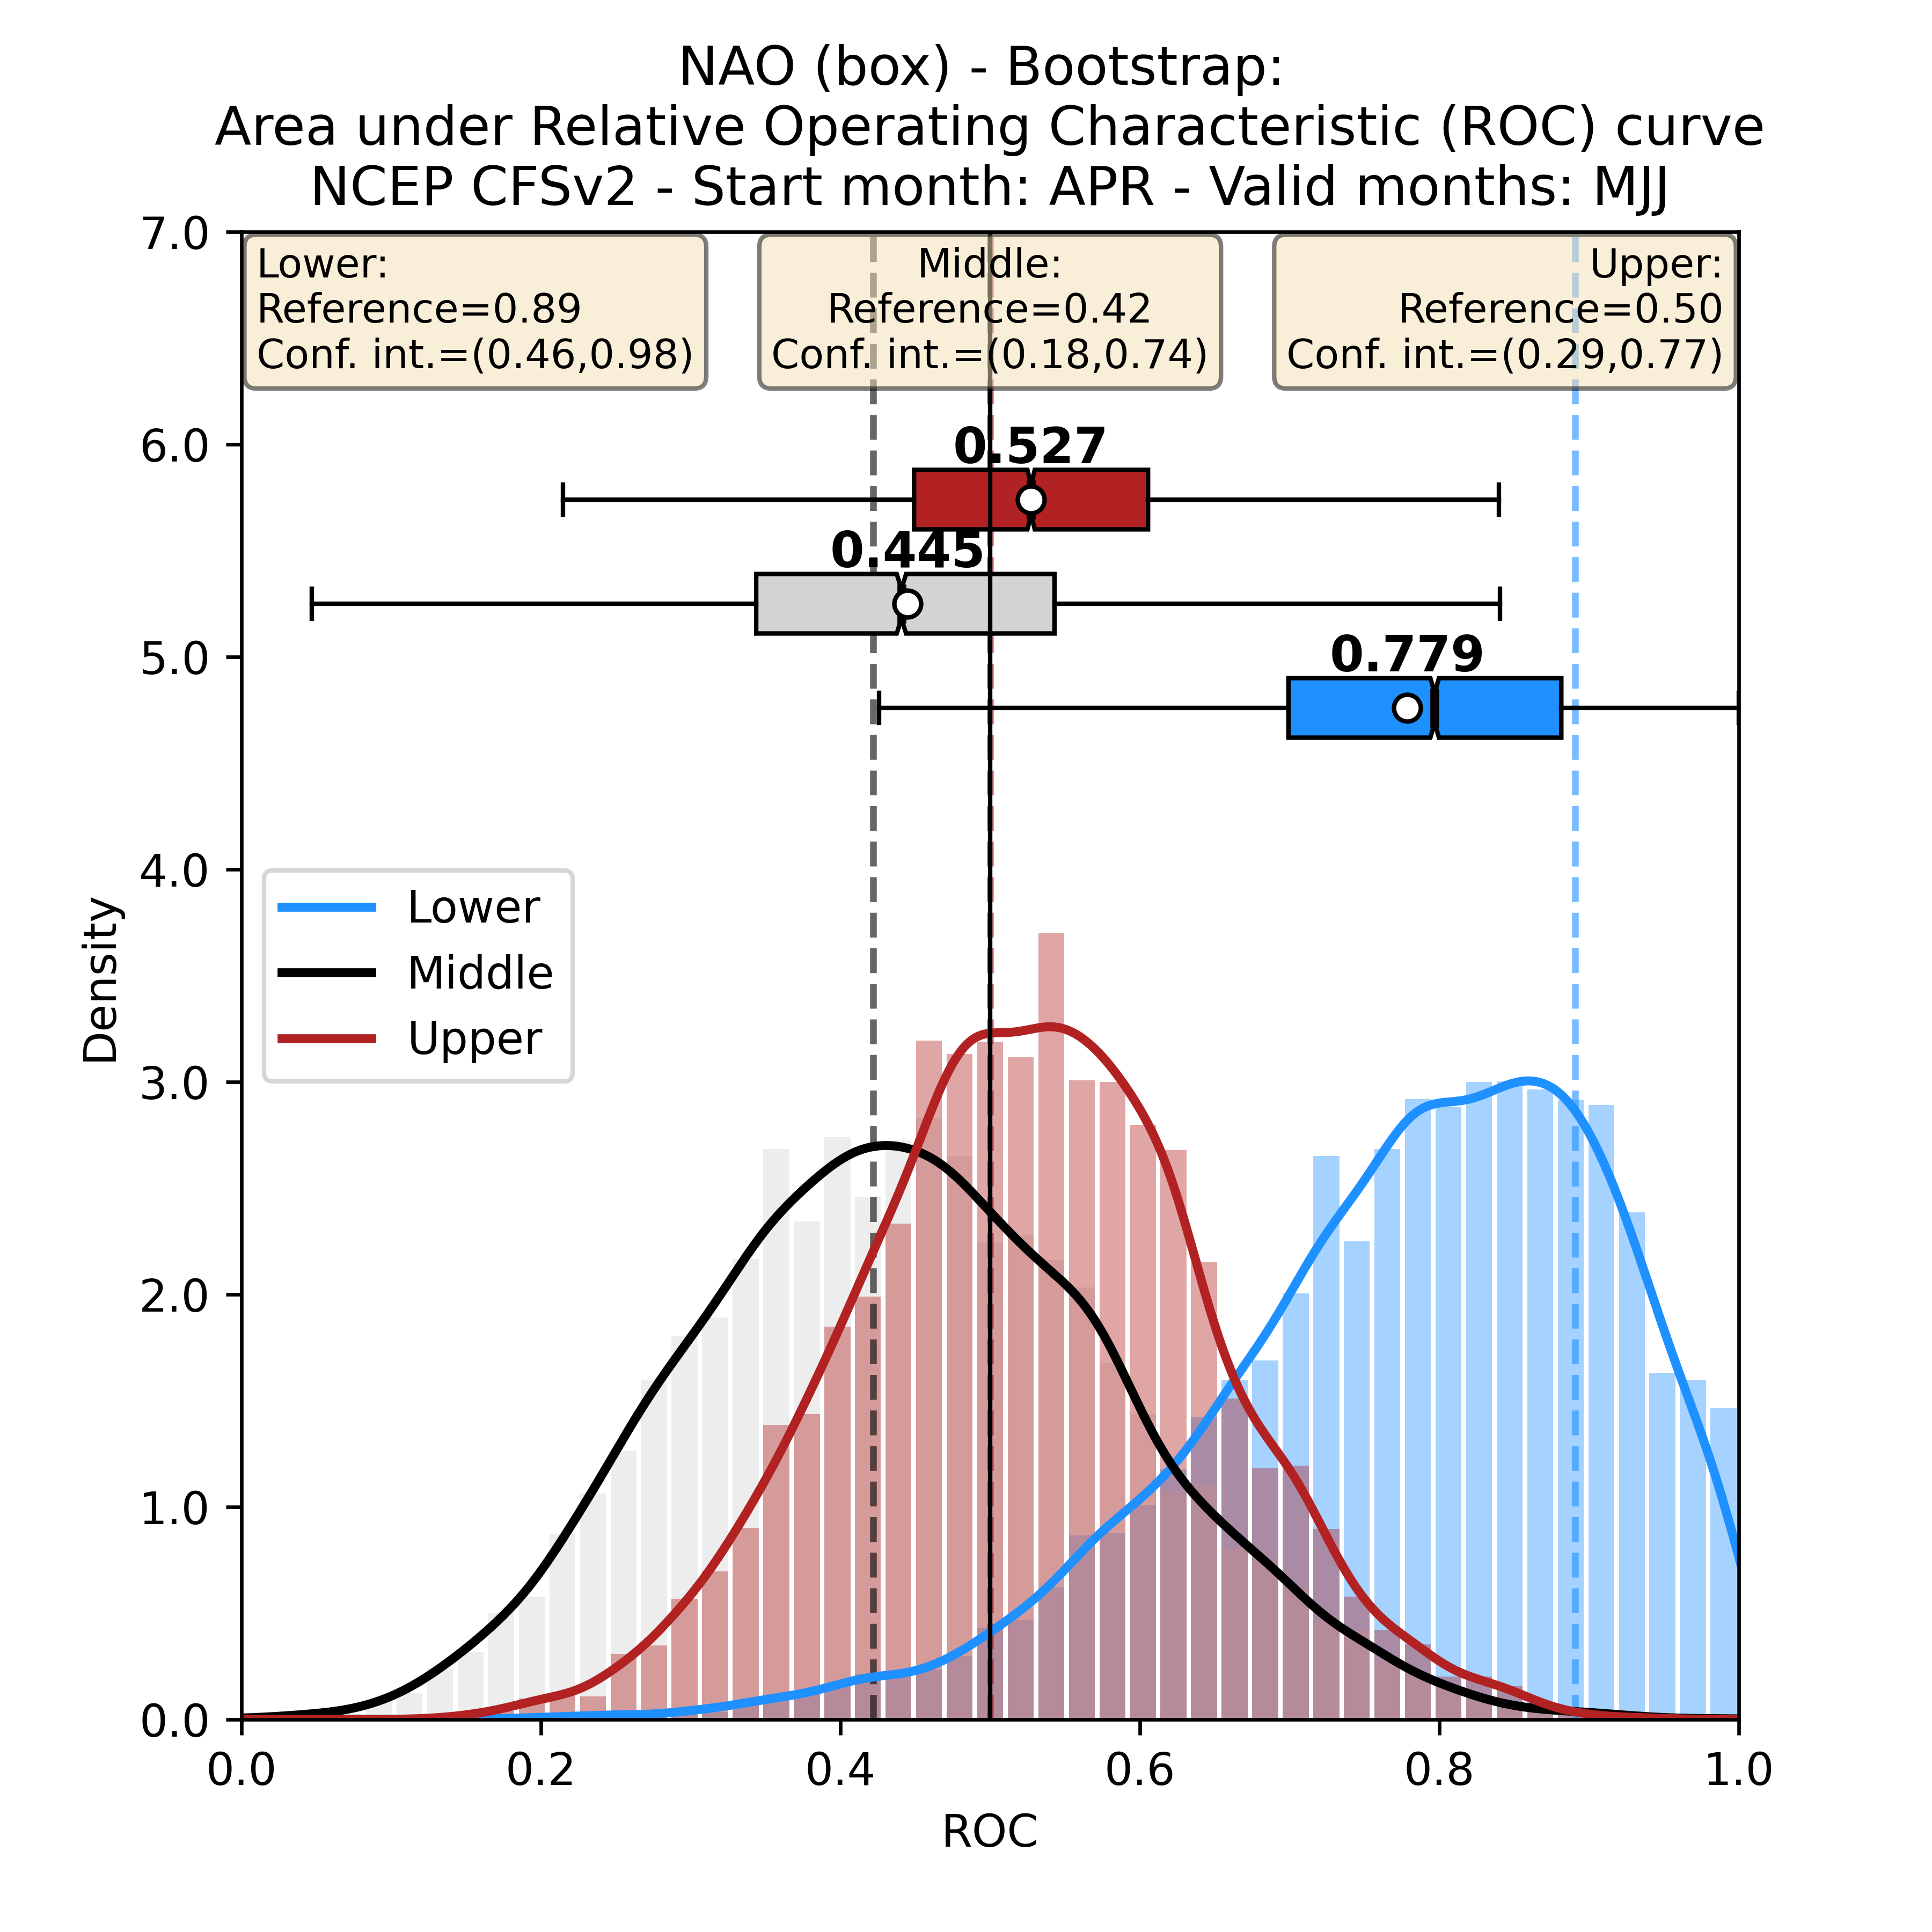 NAO (box) - Bootstrap:
Area under Relative Operating Characteristic (ROC) curve
NCEP CFSv2 - Start month: APR - Valid months: MJJ
Lower:
Reference=0.89
Conf. int.=(0.46,0.98)
Middle:
Reference=0.42
Conf. int.=(0.18,0.74)
Upper:
Reference=0.50
Conf. int.=(0.29,0.77)
0.527
0.445
0.779
Lower
Middle
Upper
Density
7.0
6.0
5.0
4.0
3.0
2.0
1.0
0.0
0.0
0.2
0.4
0.6
0.8
1.0
ROC